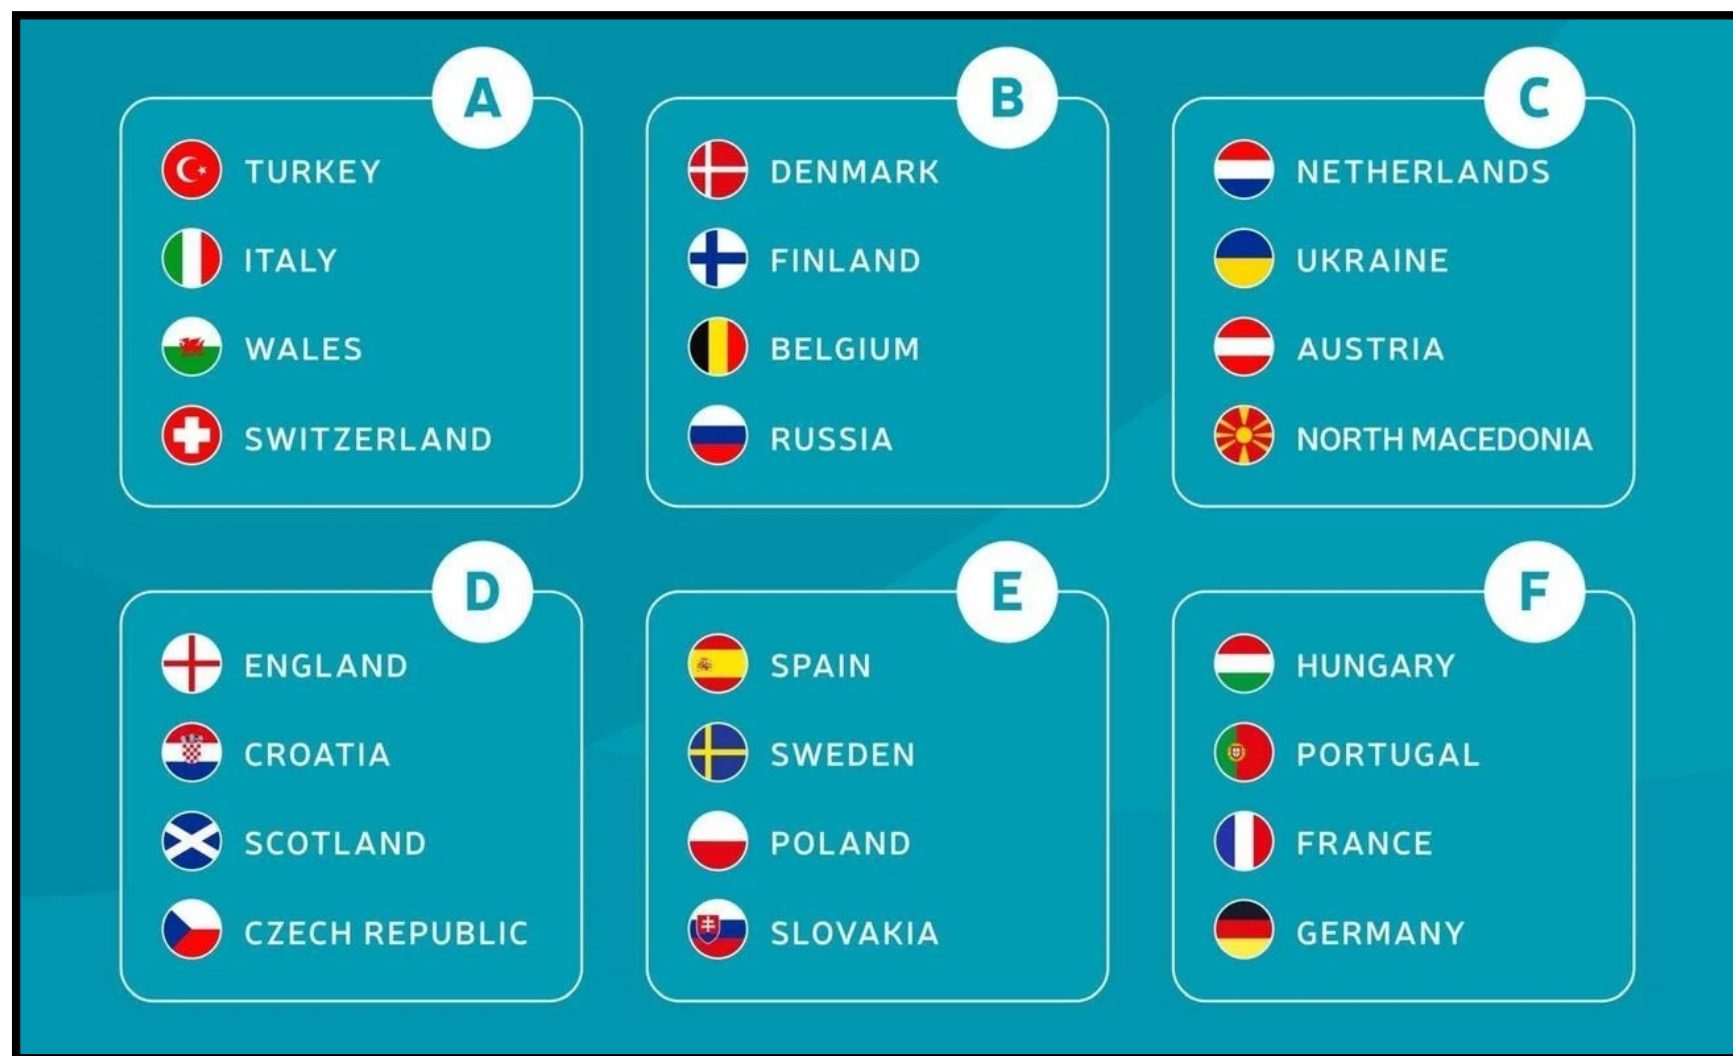 A
TURKEY
ITALY
WALES
SWITZERLAND
B
DENMARK
FINLAND
BELGIUM
RUSSIA
C
NETHERLANDS
UKRAINE
AUSTRIA
NORTH MACEDONIA
D
ENGLAND
CROATIA
SCOTLAND
CZECH REPUBLIC
E
SPAIN
SWEDEN
POLAND
SLOVAKIA
F
HUNGARY
PORTUGAL
FRANCE
GERMANY